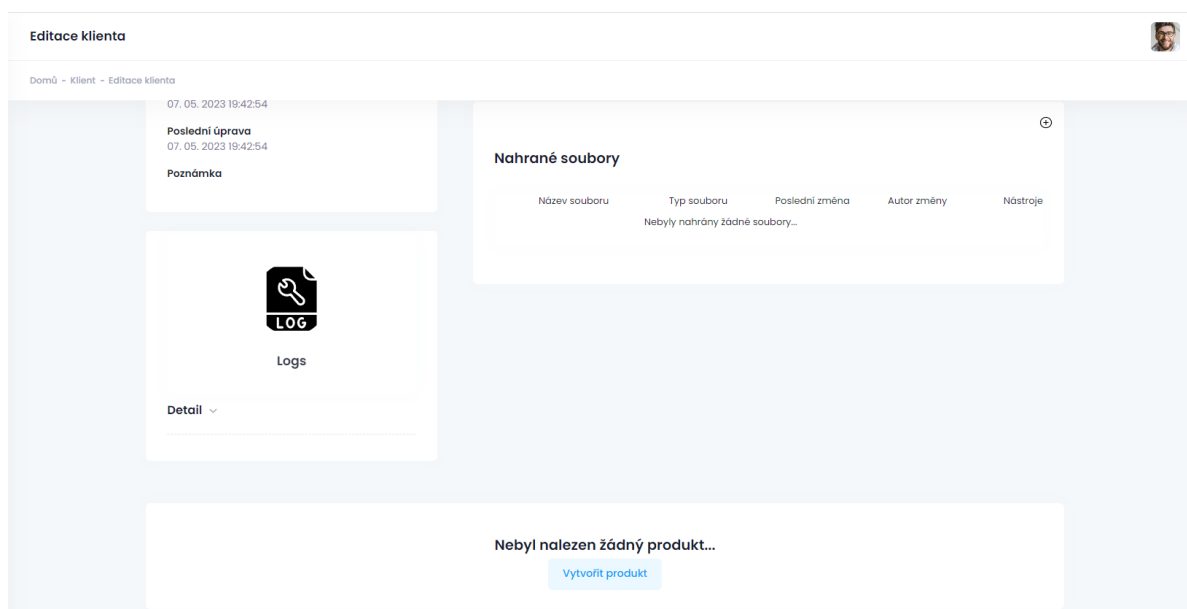 Editace klienta
Domů - Klient - Editace klienta
07. 05. 2023 19:42:54
Poslední úprava
07. 05. 2023 19:42:54
Poznámka
LOG
Logs
Detail
Nahrané soubory
Název souboru Typ souboru Poslední změna Autor změny Nástroje
Nebyly nahrány žádné soubory...
Nebyl nalezen žádný produkt...
Vytvořit produkt